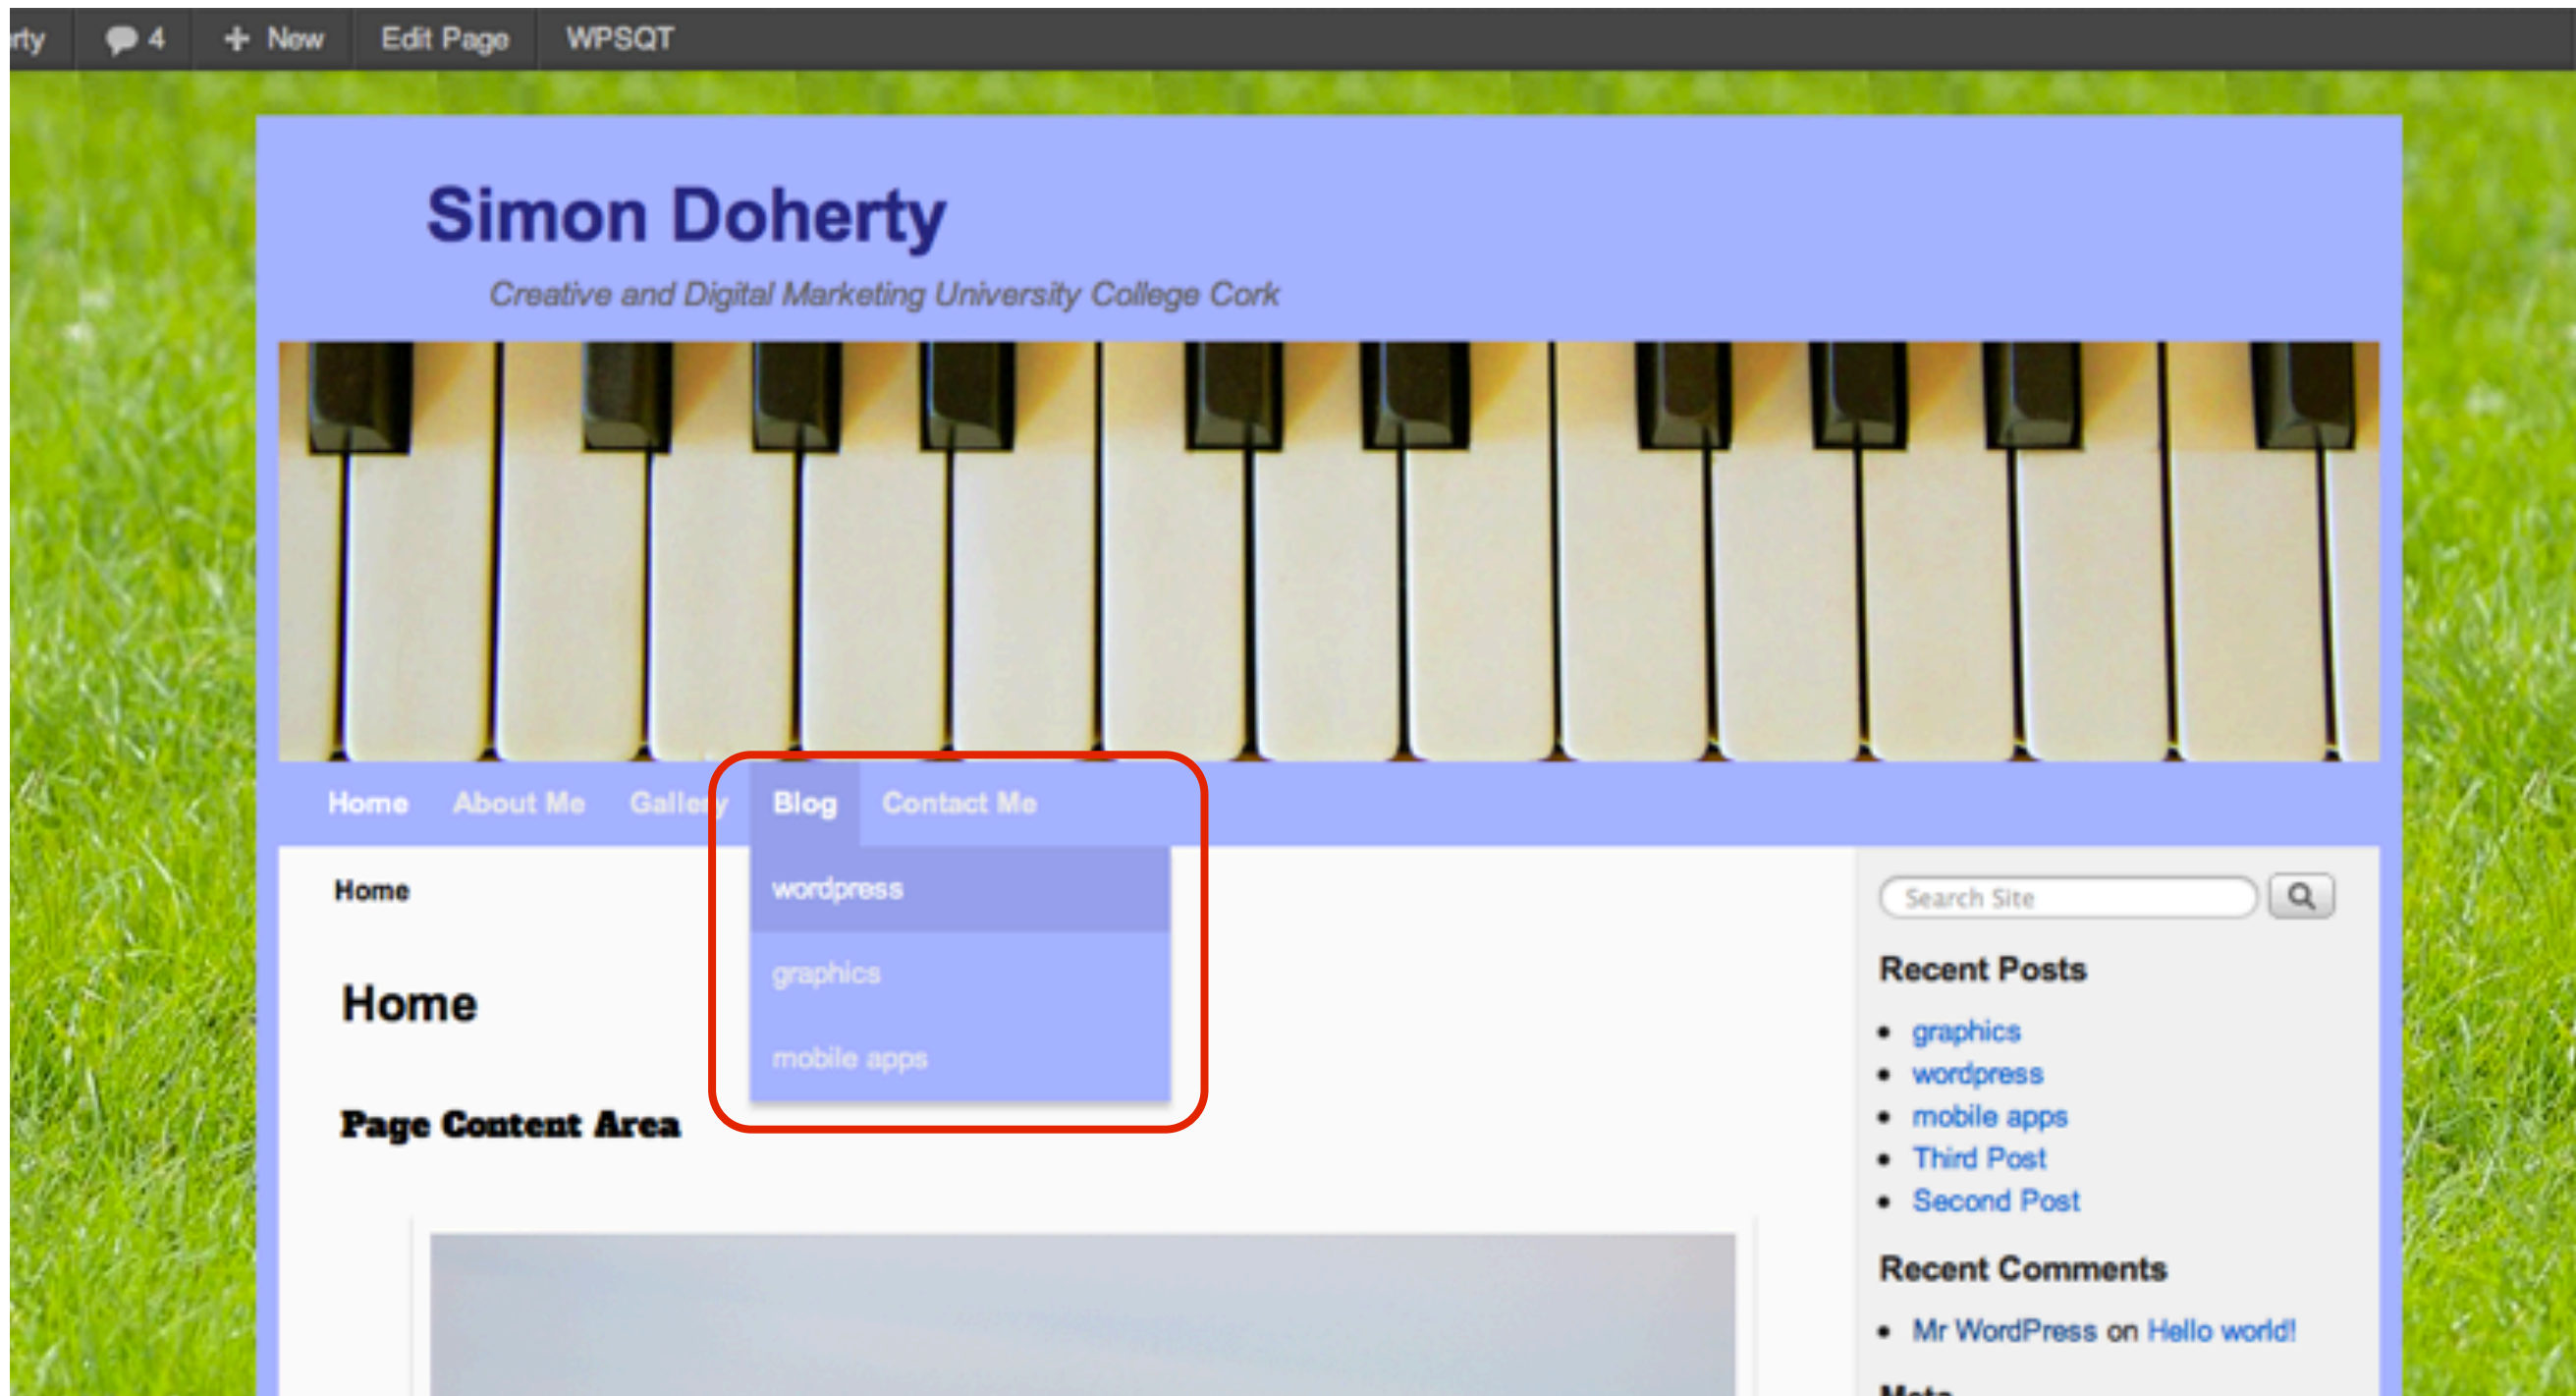 rty 4 + New Edit Page WPSQT
Simon Doherty
Creative and Digital Marketing University College Cork
Home About Me Gallery Blog Contact Me
wordpress
graphics
mobile apps
Home
Home
Page Content Area
Search Site
Recent Posts
graphics
wordpress
mobile apps
Third Post
Second Post
Recent Comments
Mr WordPress on Hello world!
Meta